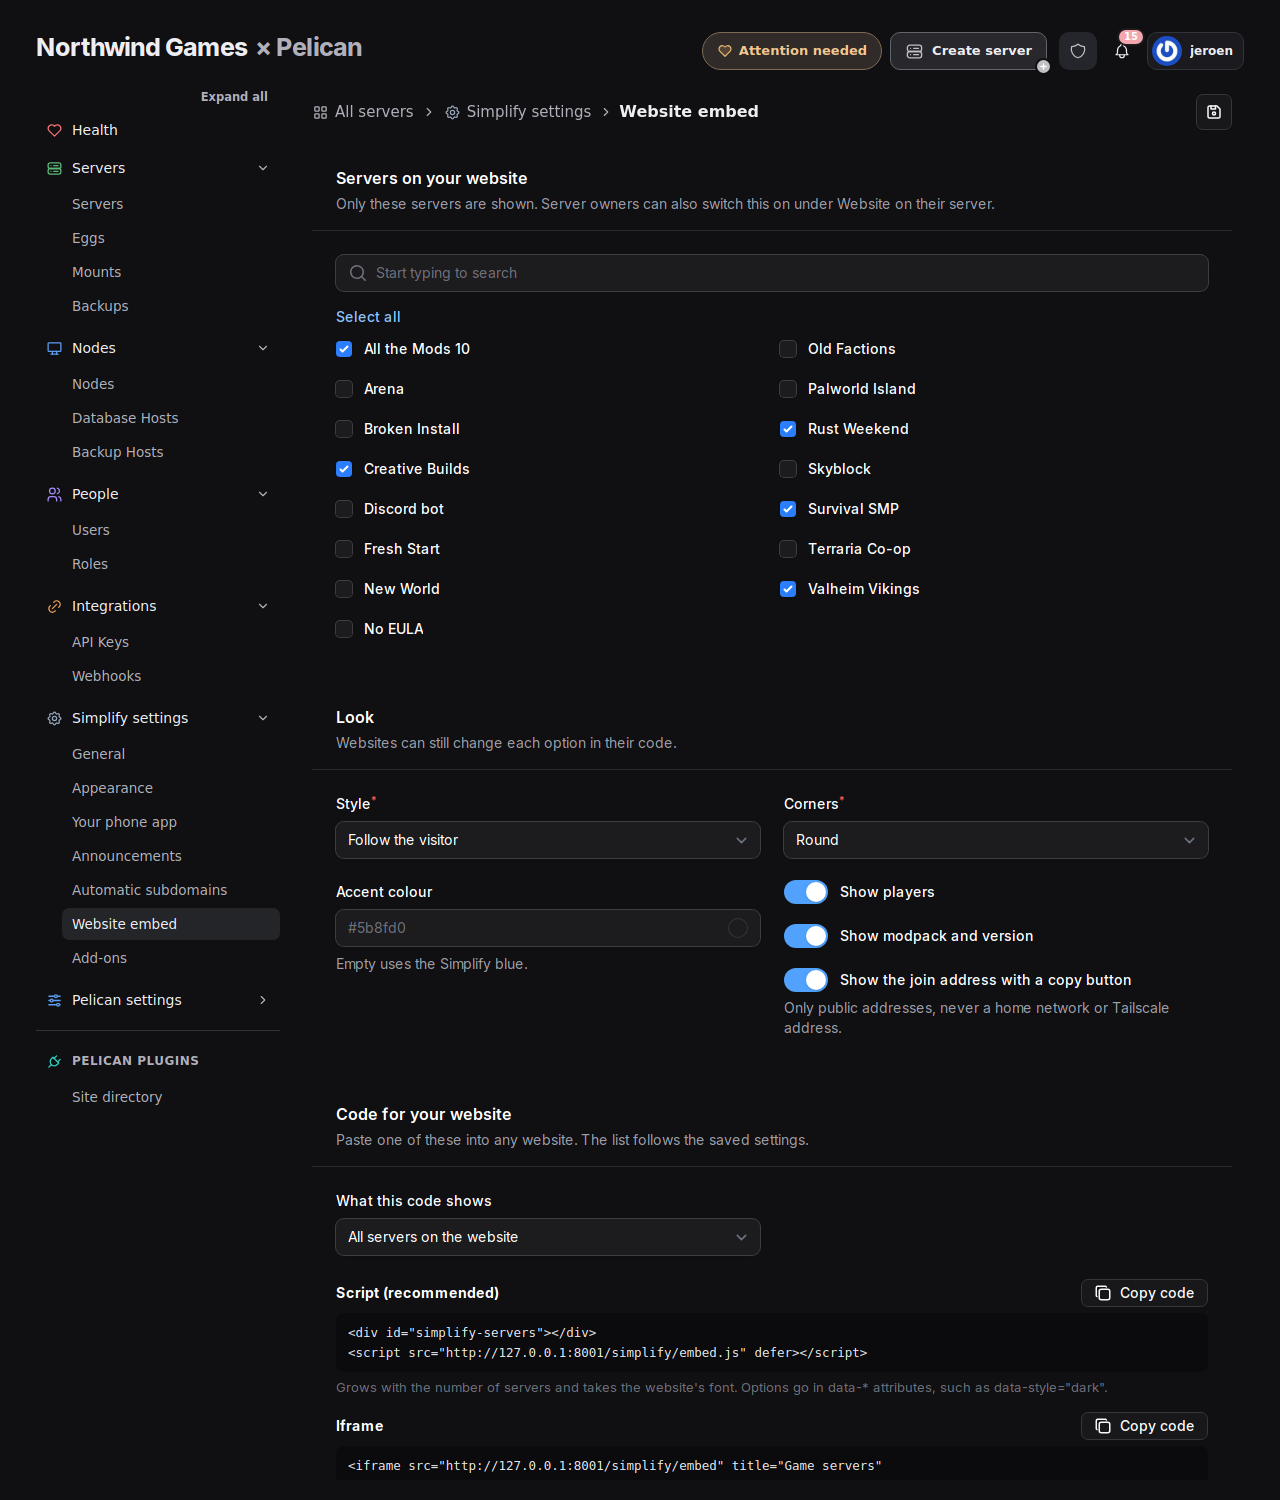 Northwind Games × Pelican
Attention needed
Create server
15
jeroen
Expand all
Health
Servers
Servers
Eggs
Mounts
Backups
Nodes
Nodes
Database Hosts
Backup Hosts
People
Users
Roles
Integrations
API Keys
Webhooks
Simplify settings
General
Appearance
Your phone app
Announcements
Automatic subdomains
Website embed
Add-ons
Pelican settings
PELICAN PLUGINS
Site directory
All servers > Simplify settings > Website embed
Servers on your website
Only these servers are shown. Server owners can also switch this on under Website on their server.
Start typing to search
Select all
All the Mods 10
Arena
Broken Install
Creative Builds
Discord bot
Fresh Start
New World
No EULA
Old Factions
Palworld Island
Rust Weekend
Skyblock
Survival SMP
Terraria Co-op
Valheim Vikings
Look
Websites can still change each option in their code.
Style*
Follow the visitor
Corners*
Round
Accent colour
#5b8fd0
Empty uses the Simplify blue.
Show players
Show modpack and version
Show the join address with a copy button
Only public addresses, never a home network or Tailscale
address.
Code for your website
Paste one of these into any website. The list follows the saved settings.
What this code shows
All servers on the website
Script (recommended)
Copy code
<div id="simplify-servers"></div>
<script src="http://127.0.0.1:8001/simplify/embed.js" defer></script>
Grows with the number of servers and takes the website's font. Options go in data-* attributes, such as data-style="dark".
Iframe
Copy code
<iframe src="http://127.0.0.1:8001/simplify/embed" title="Game servers"